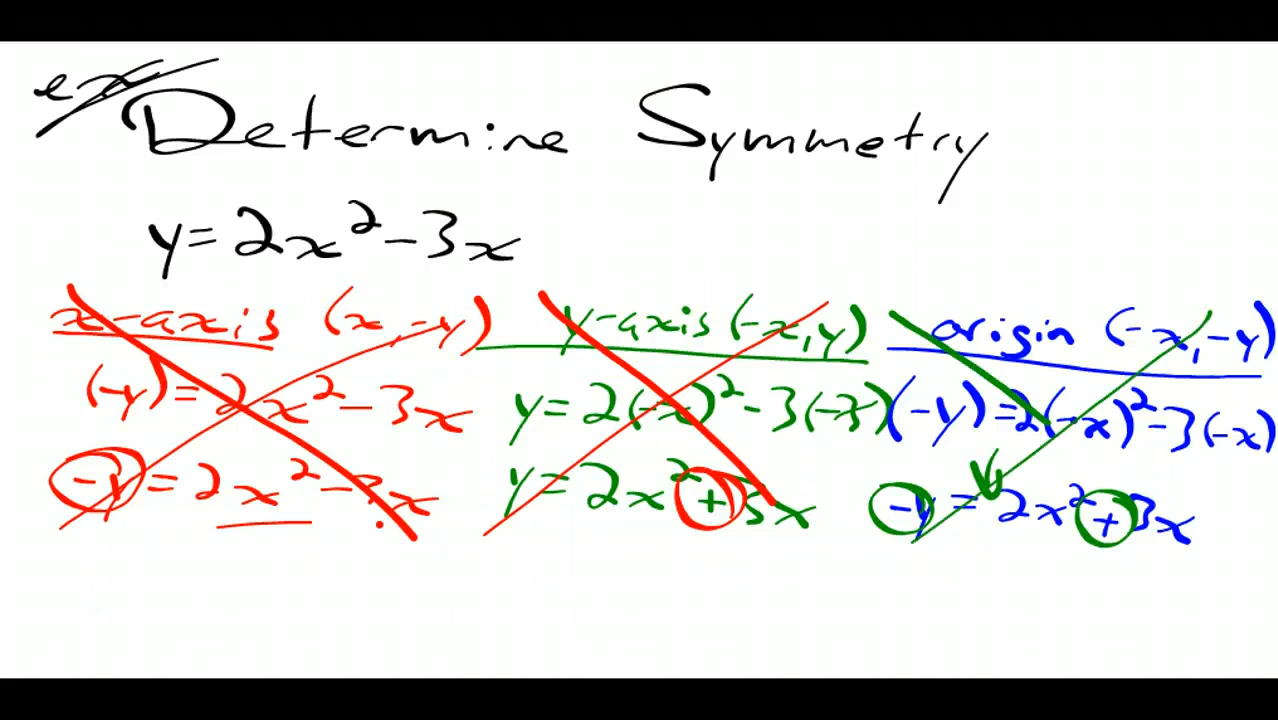 ex Determine Symmetry
y = 2x² - 3x
x-axis (x, -y)
(-y) = 2x² - 3x
-y = 2x² - 3x
y-axis (-x, y)
y = 2(-x)² - 3(-x)
y = 2x² + 3x
origin (-x, -y)
(-y) = 2(-x)² - 3(-x)
-y = 2x² + 3x